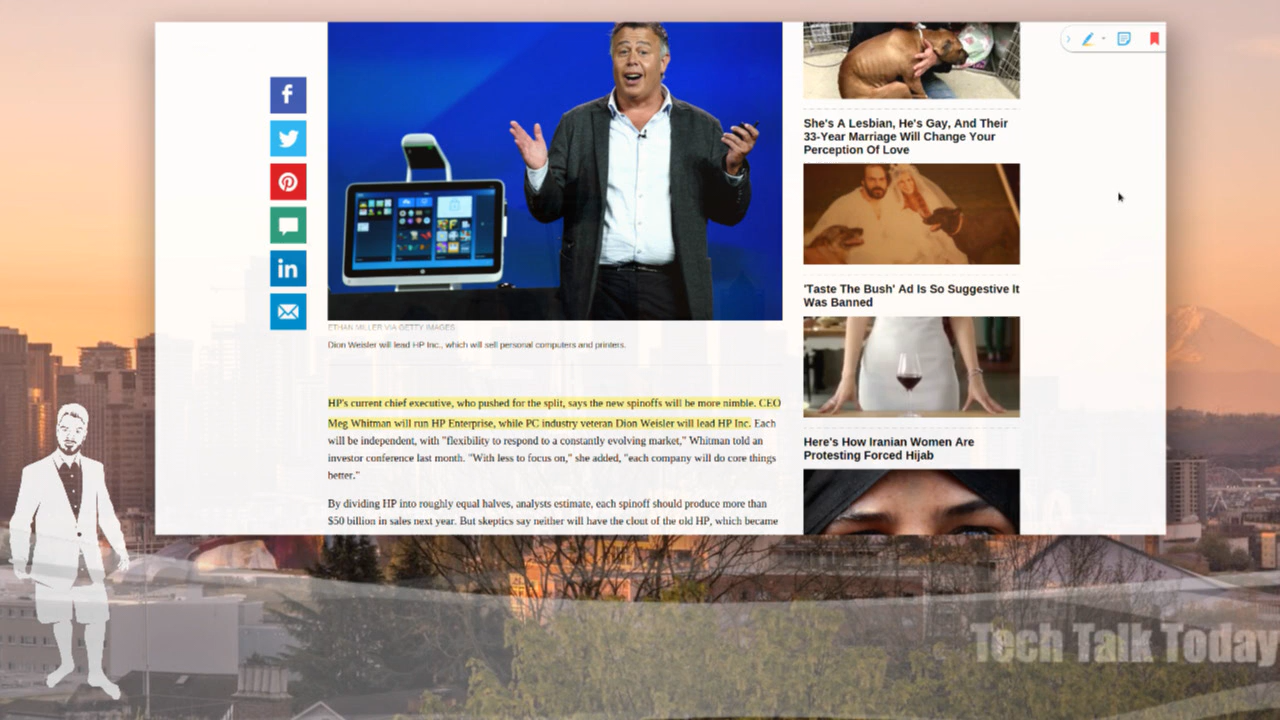 ETHAN MILLER VIA GETTY IMAGES
Dion Weisler will lead HP Inc., which will sell personal computers and printers.
HP's current chief executive, who pushed for the split, says the new spinoffs will be more nimble. CEO
Meg Whitman will run HP Enterprise, while PC industry veteran Dion Weisler will lead HP Inc. Each
will be independent, with "flexibility to respond to a constantly evolving market," Whitman told an
investor conference last month. "With less to focus on," she added, "each company will do core things
better."
By dividing HP into roughly equal halves, analysts estimate, each spinoff should produce more than
$50 billion in sales next year. But skeptics say neither will have the clout of the old HP, which became
She's A Lesbian, He's Gay, And Their
33-Year Marriage Will Change Your
Perception Of Love
'Taste The Bush' Ad Is So Suggestive It
Was Banned
Here's How Iranian Women Are
Protesting Forced Hijab
Tech Talk Today